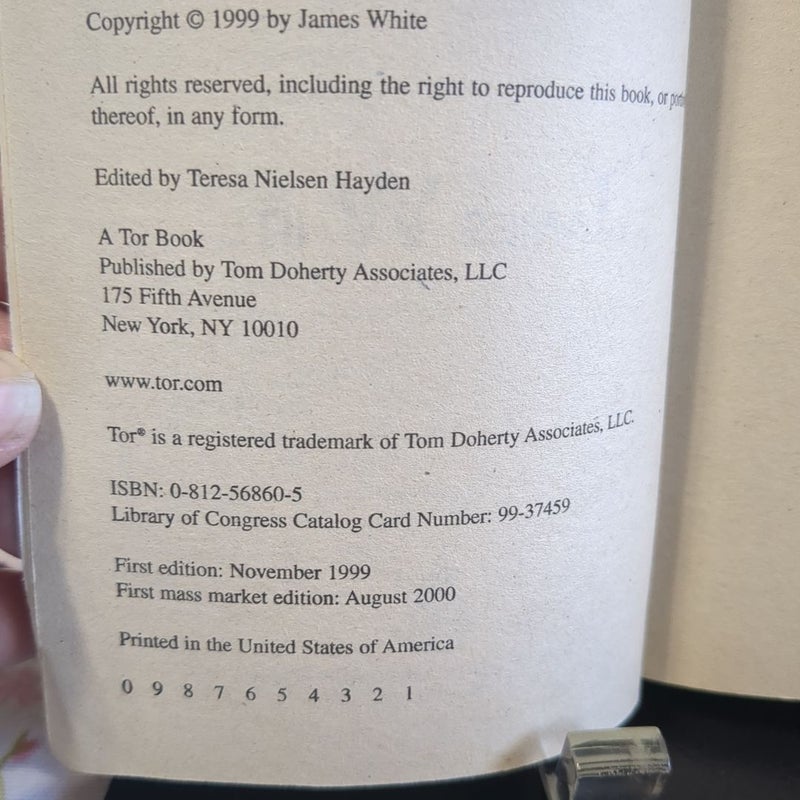 Copyright © 1999 by James White
All rights reserved, including the right to reproduce this book, or
thereof, in any form.
Edited by Teresa Nielsen Hayden
A Tor Book
Published by Tom Doherty Associates, LLC
175 Fifth Avenue
New York, NY 10010
www.tor.com
Tor® is a registered trademark of Tom Doherty Associates, LLC.
ISBN: 0-812-56860-5
Library of Congress Catalog Card Number: 99-37459
First edition: November 1999
First mass market edition: August 2000
Printed in the United States of America
0 9 8 7 6 5 4 3 2 1